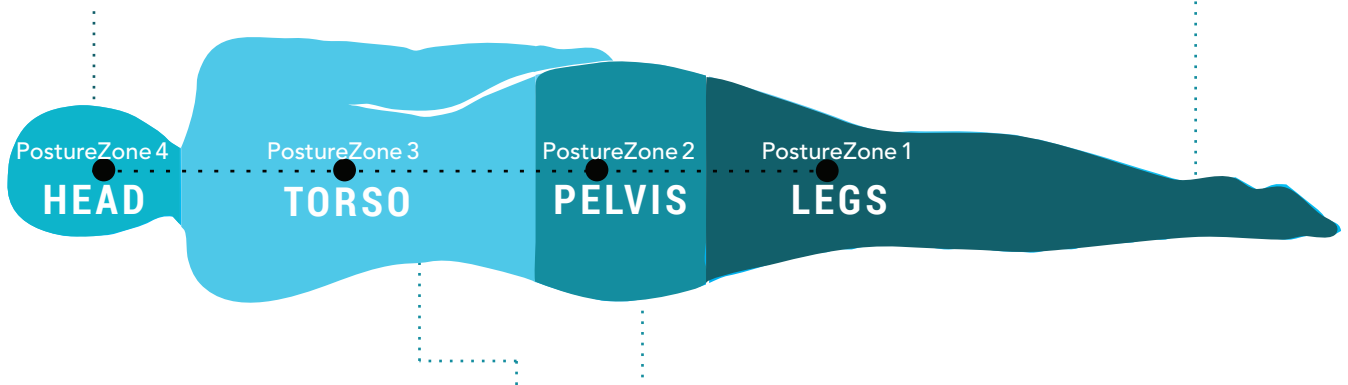 PostureZone 4
HEAD
PostureZone 3
TORSO
PostureZone 2
PELVIS
PostureZone 1
LEGS